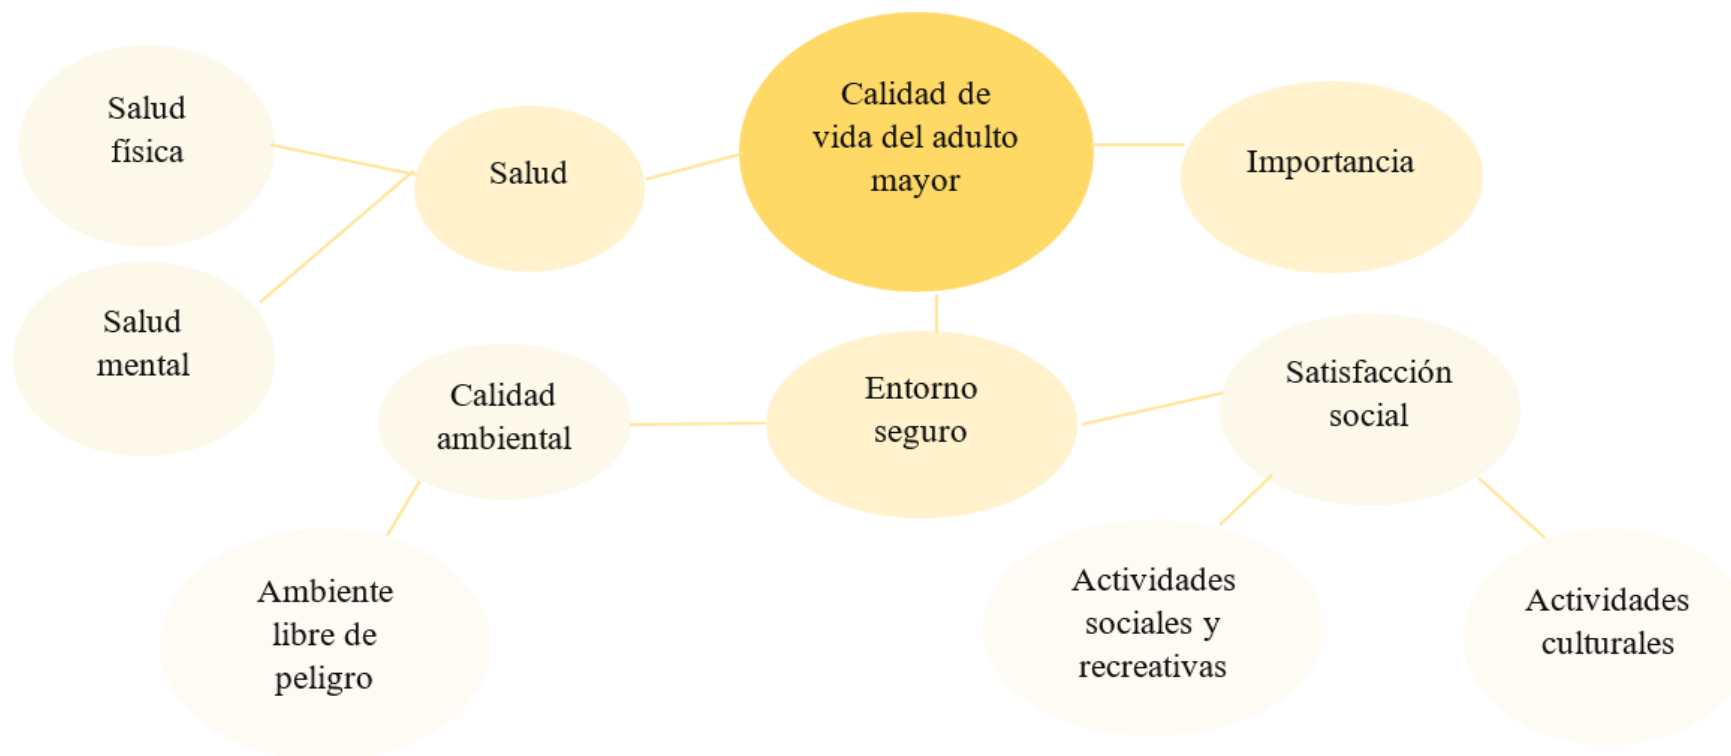 Calidad de
vida del adulto
mayor
Salud
física
Salud
Importancia
Salud
mental
Calidad
ambiental
Entorno
seguro
Satisfacción
social
Ambiente
libre de
peligro
Actividades
sociales y
recreativas
Actividades
culturales